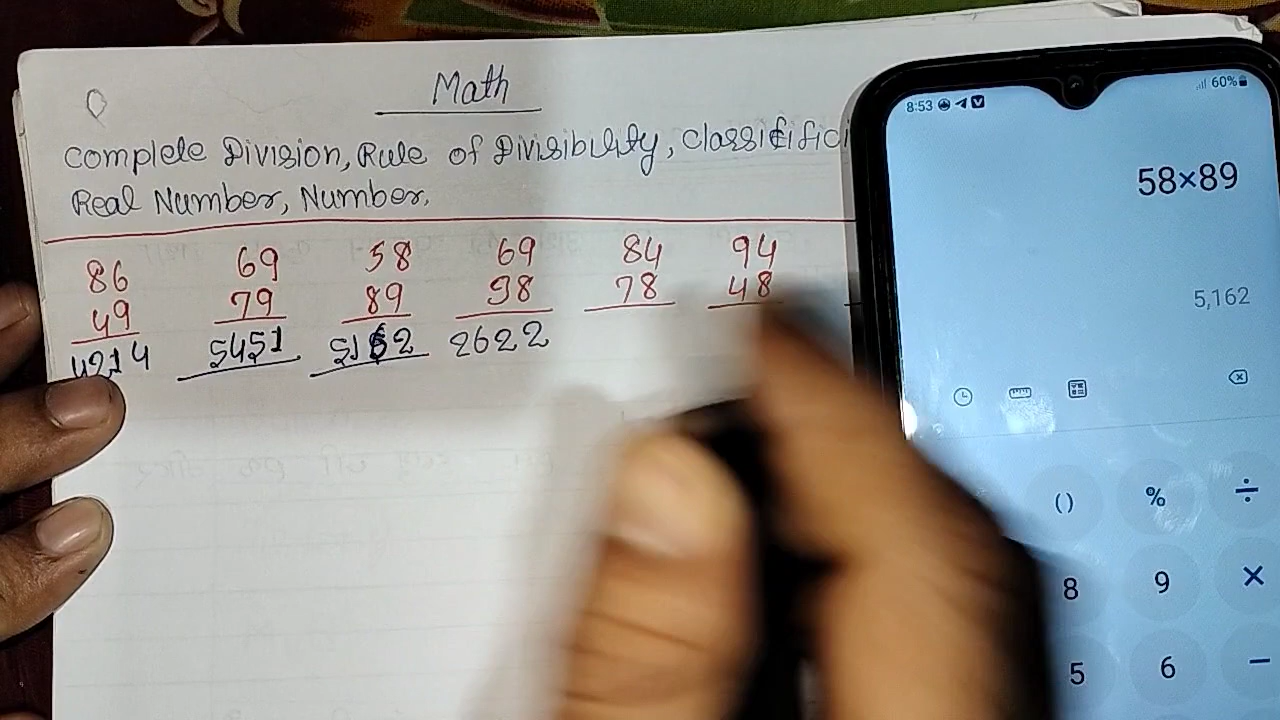 Math
Complete Division, Rule of Divisibility, Classifific
Real Number, Number.
86 69 58 69 84 94
49 79 89 98 78 48
4214 5451 5162 2622
8:53 60%
58×89
5,162
() % ÷
8 9 ×
5 6 −